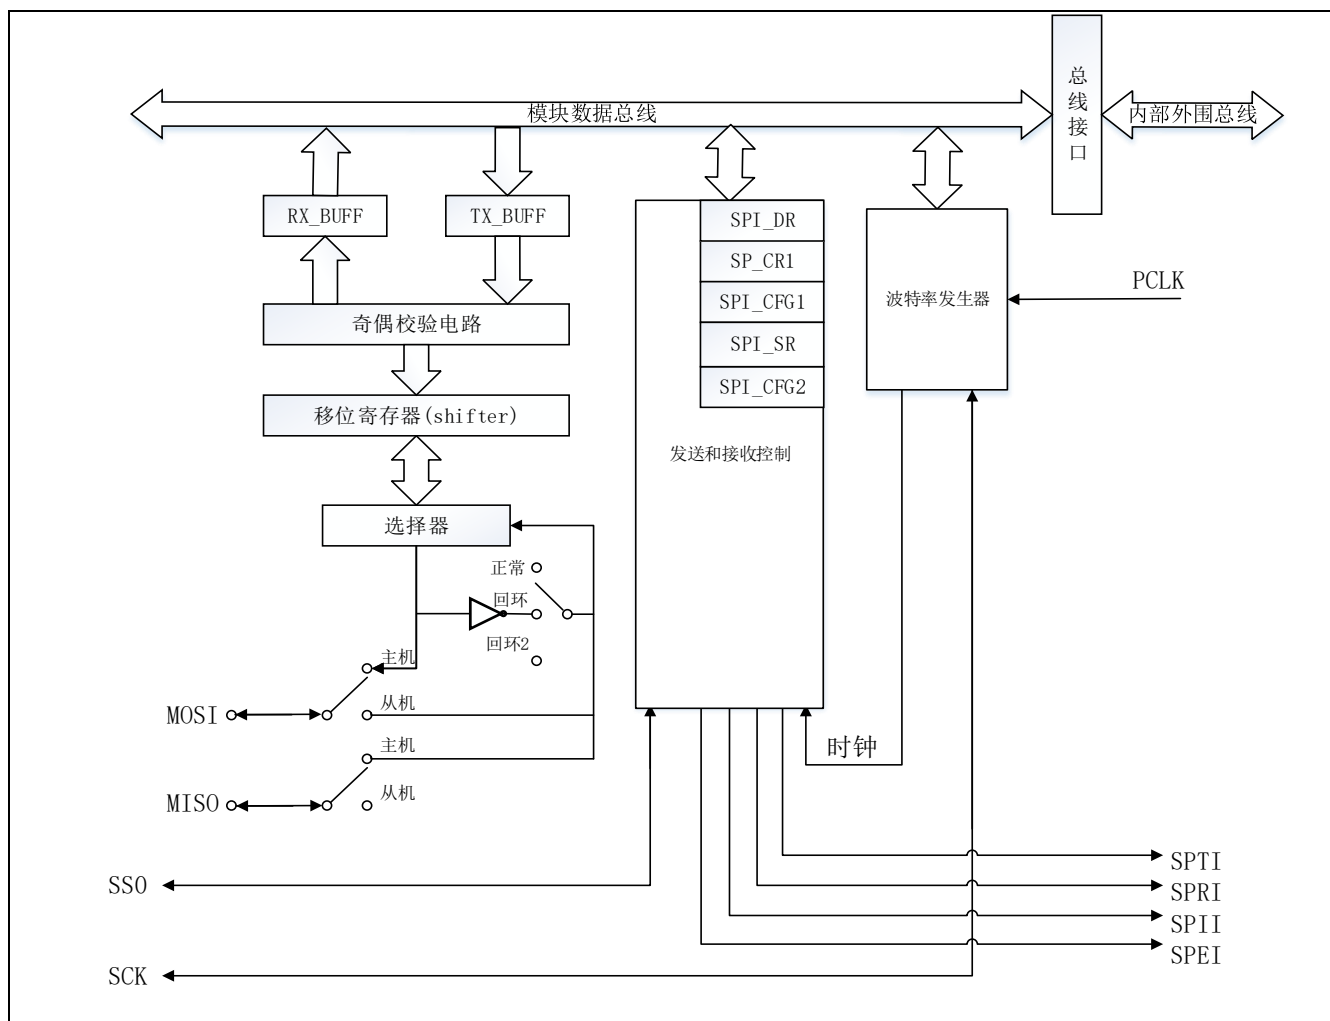 总线接口
模块数据总线
内部外围总线
RX_BUFF
TX_BUFF
SPI_DR
SP_CR1
SPI_CFG1
SPI_SR
SPI_CFG2
发送和接收控制
波特率发生器
PCLK
奇偶校验电路
移位寄存器(shifter)
选择器
正常
回环
回环2
主机
从机
MOSI
主机
从机
MISO
时钟
SSO
SCK
SPTI
SPRI
SPII
SPEI